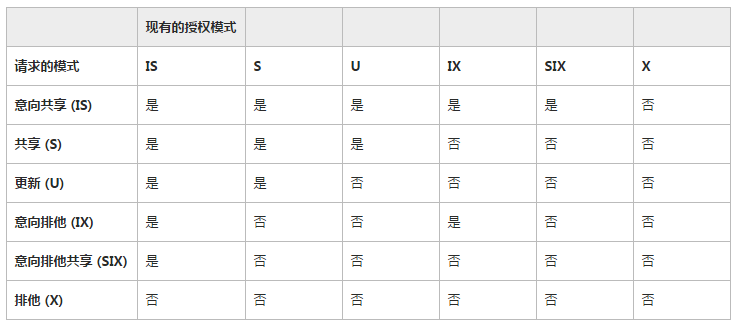 现有的授权模式
请求的模式 IS S U IX SIX X
意向共享 (IS) 是 是 是 是 是 否
共享 (S) 是 是 是 否 否 否
更新 (U) 是 是 否 否 否 否
意向排他 (IX) 是 否 否 是 否 否
意向排他共享 (SIX) 是 否 否 否 否 否
排他 (X) 否 否 否 否 否 否